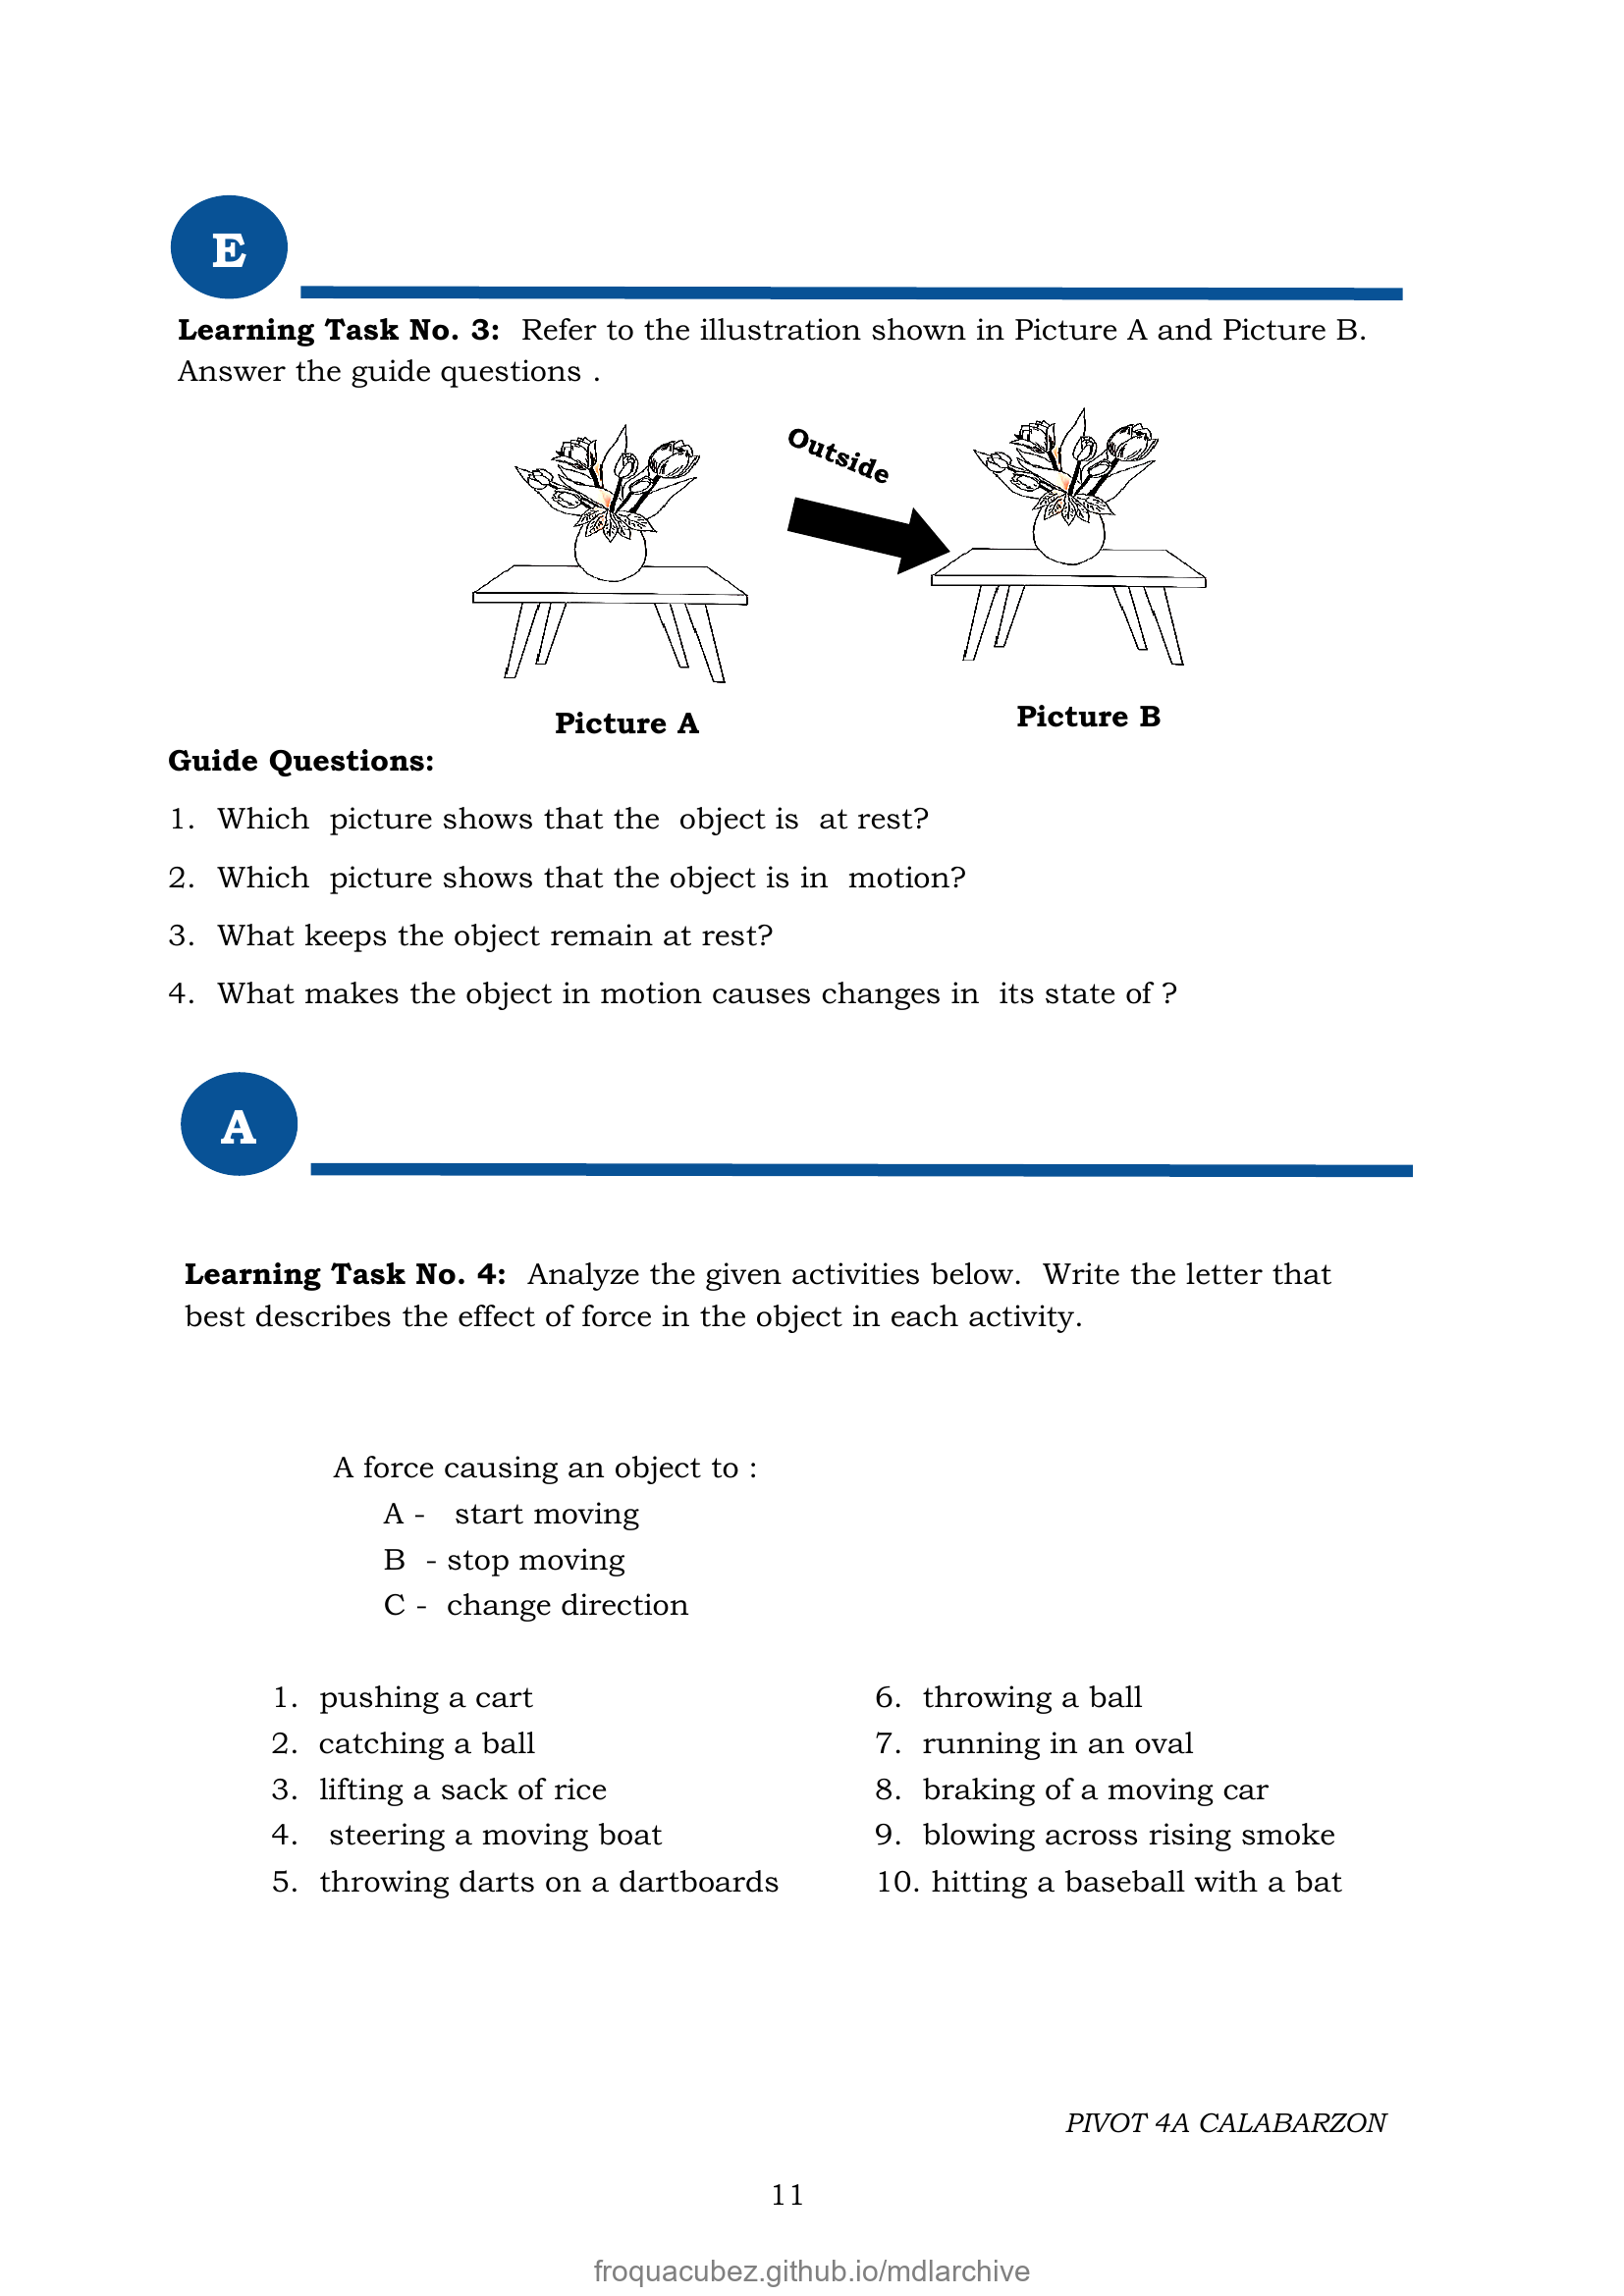 E
Learning Task No. 3: Refer to the illustration shown in Picture A and Picture B.
Answer the guide questions .
Outside
Picture A
Picture B
Guide Questions:
1. Which picture shows that the object is at rest?
2. Which picture shows that the object is in motion?
3. What keeps the object remain at rest?
4. What makes the object in motion causes changes in its state of ?
A
Learning Task No. 4: Analyze the given activities below. Write the letter that
best describes the effect of force in the object in each activity.
A force causing an object to :
A - start moving
B - stop moving
C - change direction
1. pushing a cart
2. catching a ball
3. lifting a sack of rice
4. steering a moving boat
5. throwing darts on a dartboards
6. throwing a ball
7. running in an oval
8. braking of a moving car
9. blowing across rising smoke
10. hitting a baseball with a bat
PIVOT 4A CALABARZON
11
froquacubez.github.io/mdlarchive